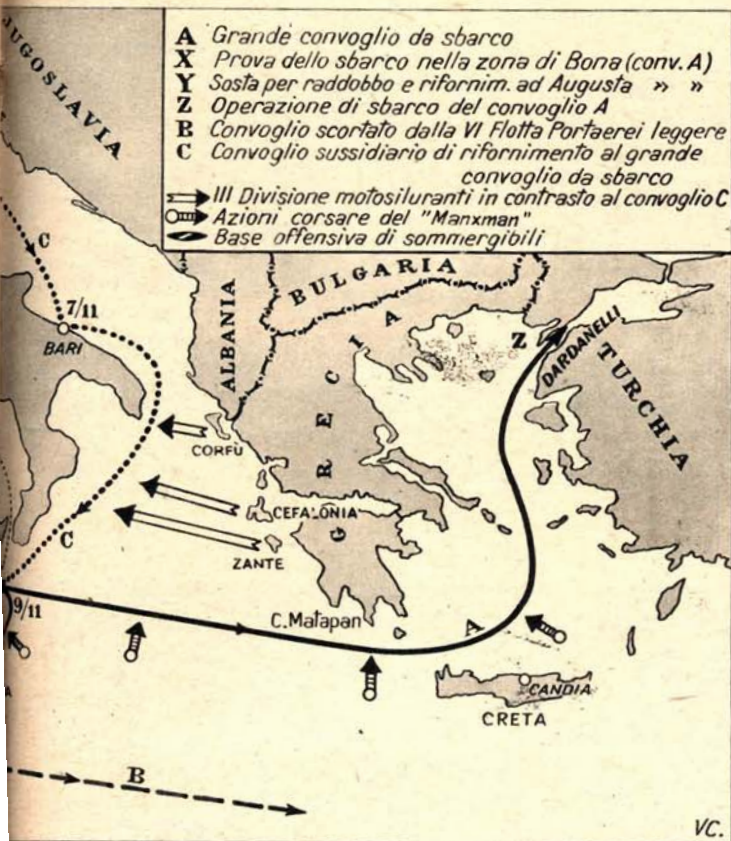 A Grande convoglio da sbarco
X Prova dello sbarco nella zona di Bona (conv. A)
Y Sosta per raddobbo e rifornim. ad Augusta » »
Z Operazione di sbarco del convoglio A
B Convoglio scortato dalla VI Flotta Portaerei leggere
C Convoglio sussidiario di rifornimento al grande
convoglio da sbarco
III Divisione motosiluranti in contrasto al convoglio C
Azioni corsare del "Manxman"
Base offensiva di sommergibili
JUGOSLAVIA
C
7/11
BARI
ALBANIA
BULGARIA
GRECIA
Z
DARDANELLI
TURCHIA
CORFÙ
CEFALÒNIA
ZANTE
C
9/11
C. Matapan
A
CANDIA
CRETA
B
VC.